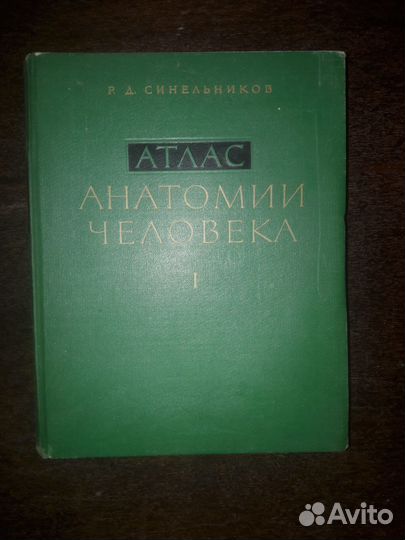 Р. Д. СИНЕЛЬНИКОВ
АТЛАС
АНАТОМИИ
ЧЕЛОВЕКА
I
Avito